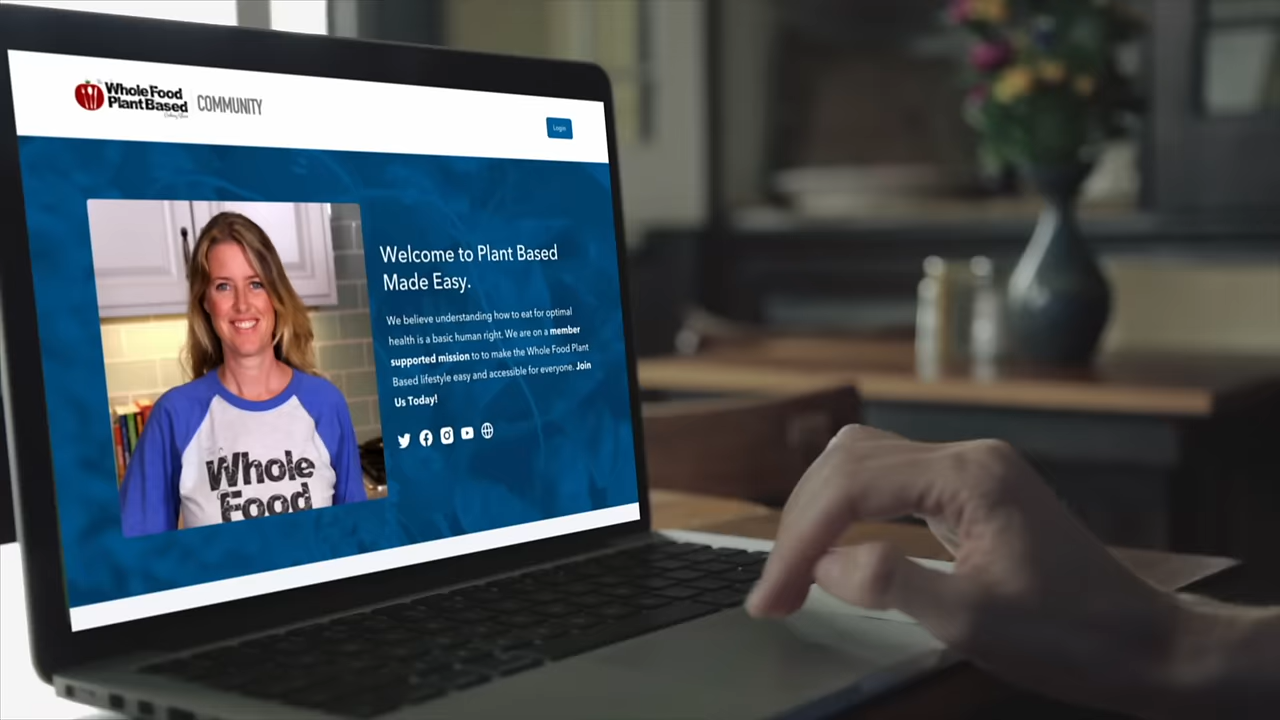 Whole Food
Plant Based
COMMUNITY
Login
Welcome to Plant Based
Made Easy.
We believe understanding how to eat for optimal
health is a basic human right. We are on a member
supported mission to to make the Whole Food Plant
Based lifestyle easy and accessible for everyone. Join
Us Today!
Whole
Food